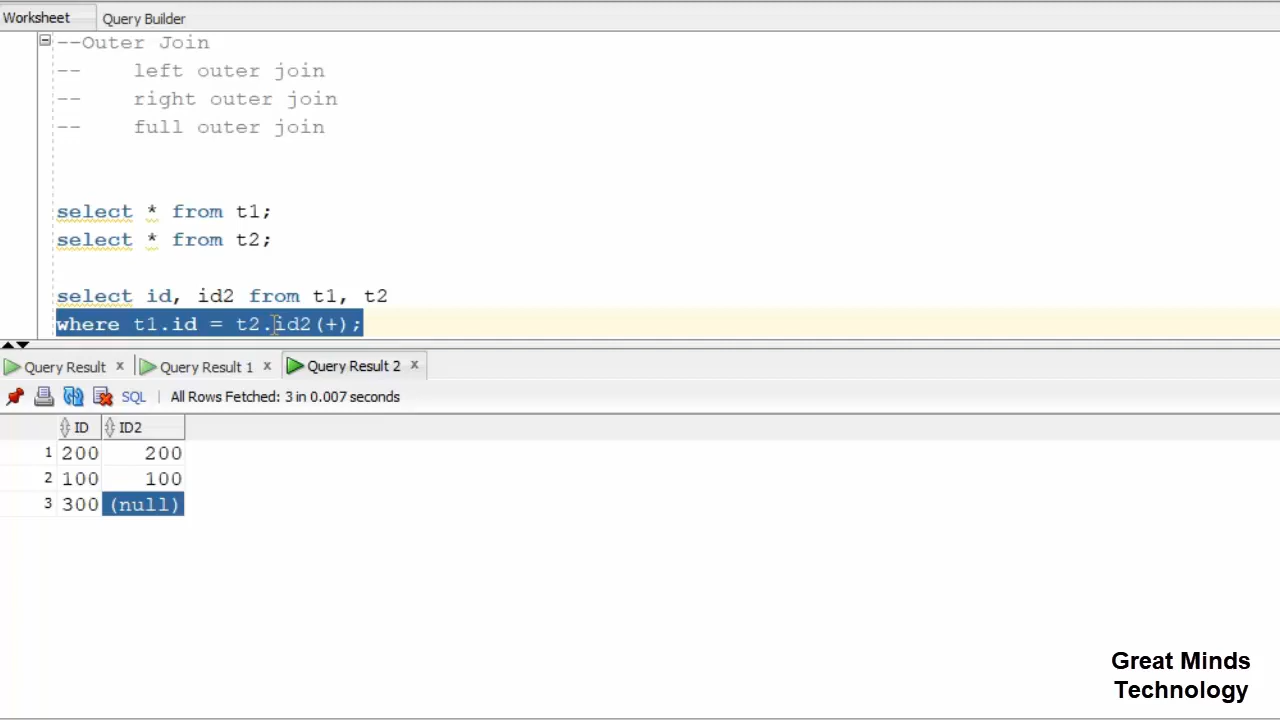 Worksheet Query Builder
--Outer Join
-- left outer join
-- right outer join
-- full outer join
select * from t1;
select * from t2;
select id, id2 from t1, t2
where t1.id = t2.id2(+);
Query Result x Query Result 1 x Query Result 2 x
SQL | All Rows Fetched: 3 in 0.007 seconds
ID ID2
1 200 200
2 100 100
3 300 (null)
Great Minds
Technology